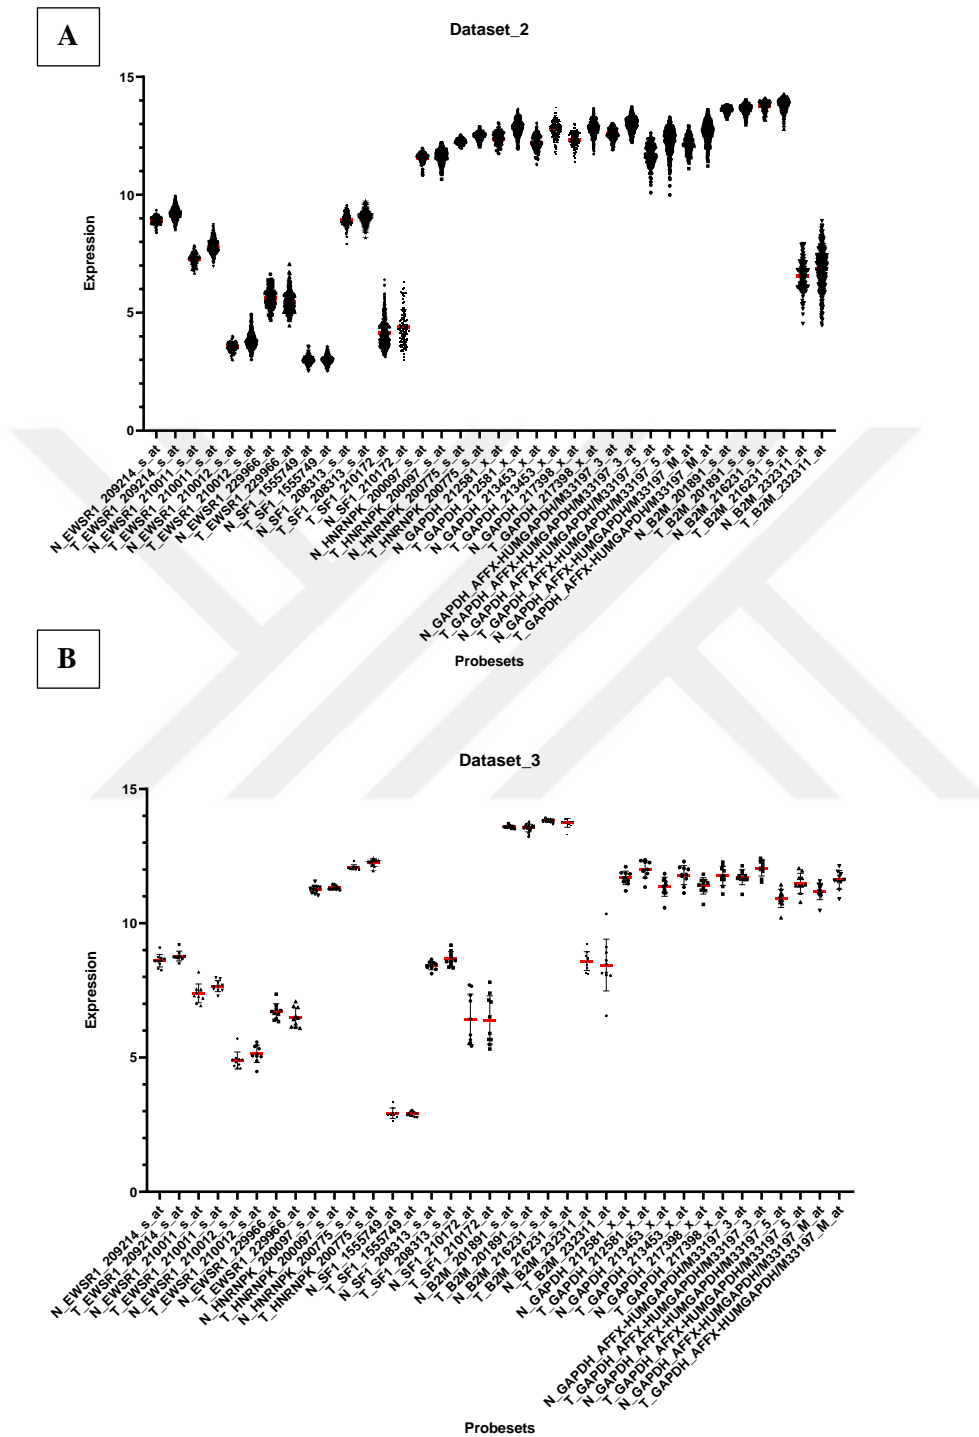 A
Dataset_2
Expression
15
10
5
0
N_EWSR1_209214_s_at
T_EWSR1_209214_s_at
N_EWSR1_210011_s_at
T_EWSR1_210011_s_at
N_EWSR1_210012_s_at
T_EWSR1_210012_s_at
N_EWSR1_229966_at
T_EWSR1_229966_at
N_SF1_1555749_at
T_SF1_1555749_at
N_SF1_208313_s_at
T_SF1_208313_s_at
T_SF1_210172_at
N_SF1_210172_at
N_HNRNPK_200097_s_at
T_HNRNPK_200097_s_at
N_HNRNPK_200775_s_at
T_HNRNPK_200775_s_at
N_GAPDH_212581_x_at
T_GAPDH_212581_x_at
N_GAPDH_213453_x_at
T_GAPDH_213453_x_at
N_GAPDH_217398_x_at
T_GAPDH_217398_x_at
N_GAPDH_AFFX-HUMGAPDH/M33197_3_at
T_GAPDH_AFFX-HUMGAPDH/M33197_3_at
N_GAPDH_AFFX-HUMGAPDH/M33197_5_at
T_GAPDH_AFFX-HUMGAPDH/M33197_5_at
N_GAPDH_AFFX-HUMGAPDH/M33197_M_at
T_GAPDH_AFFX-HUMGAPDH/M33197_M_at
N_B2M_201891_s_at
T_B2M_201891_s_at
N_B2M_216231_s_at
T_B2M_216231_s_at
N_B2M_232311_at
T_B2M_232311_at
Probesets
B
Dataset_3
Expression
15
10
5
0
N_EWSR1_209214_s_at
T_EWSR1_209214_s_at
N_EWSR1_210011_s_at
T_EWSR1_210011_s_at
N_EWSR1_210012_s_at
T_EWSR1_210012_s_at
N_EWSR1_229966_at
T_EWSR1_229966_at
N_HNRNPK_200097_s_at
T_HNRNPK_200097_s_at
N_HNRNPK_200775_s_at
T_HNRNPK_200775_s_at
N_SF1_1555749_at
T_SF1_1555749_at
N_SF1_208313_s_at
T_SF1_208313_s_at
N_SF1_210172_at
T_SF1_210172_at
N_B2M_201891_s_at
T_B2M_201891_s_at
N_B2M_216231_s_at
T_B2M_216231_s_at
N_B2M_232311_at
T_B2M_232311_at
N_GAPDH_212581_x_at
T_GAPDH_212581_x_at
N_GAPDH_213453_x_at
T_GAPDH_213453_x_at
N_GAPDH_217398_x_at
T_GAPDH_217398_x_at
N_GAPDH_AFFX-HUMGAPDH/M33197_3_at
T_GAPDH_AFFX-HUMGAPDH/M33197_3_at
N_GAPDH_AFFX-HUMGAPDH/M33197_5_at
T_GAPDH_AFFX-HUMGAPDH/M33197_5_at
N_GAPDH_AFFX-HUMGAPDH/M33197_M_at
T_GAPDH_AFFX-HUMGAPDH/M33197_M_at
Probesets